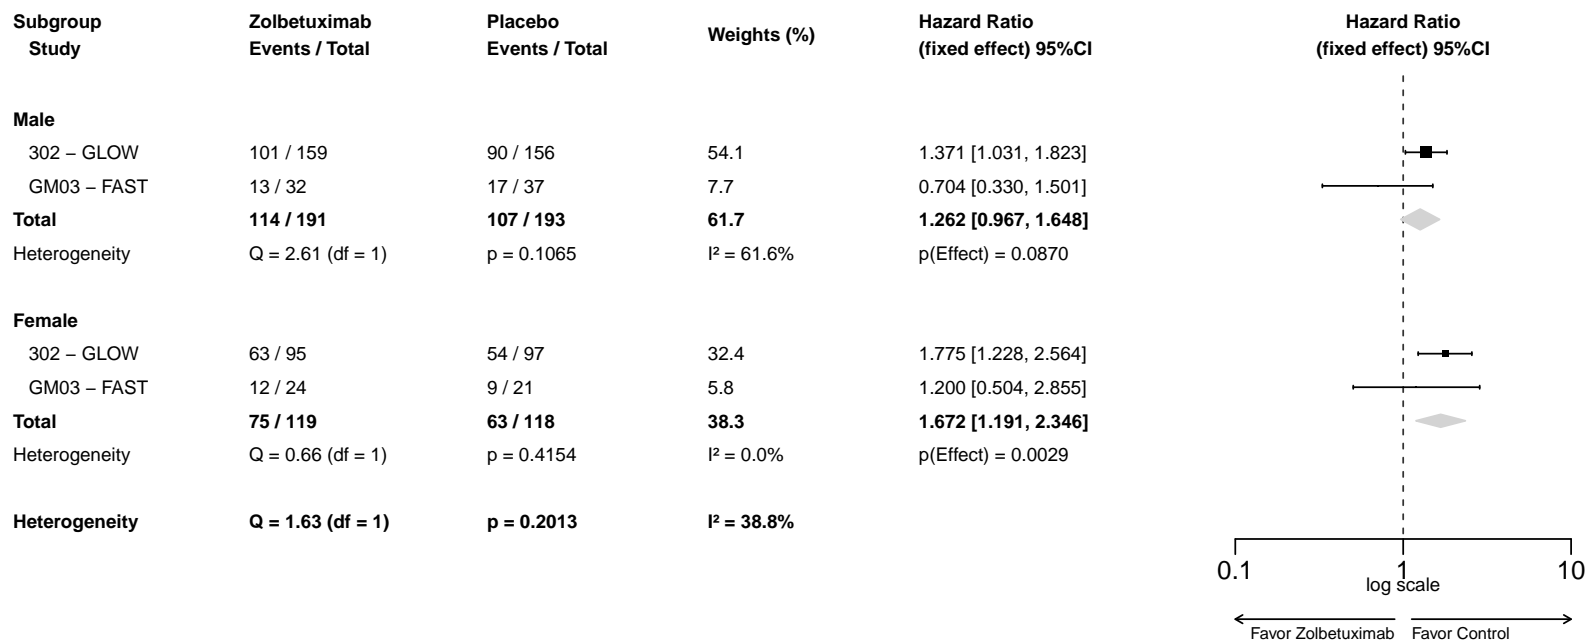 Subgroup Zolbetuximab Placebo Weights (%) Hazard Ratio Hazard Ratio
Study Events / Total Events / Total (fixed effect) 95%CI (fixed effect) 95%CI
Male
302 – GLOW 101 / 159 90 / 156 54.1 1.371 [1.031, 1.823]
GM03 – FAST 13 / 32 17 / 37 7.7 0.704 [0.330, 1.501]
Total 114 / 191 107 / 193 61.7 1.262 [0.967, 1.648]
Heterogeneity Q = 2.61 (df = 1) p = 0.1065 I² = 61.6% p(Effect) = 0.0870
Female
302 – GLOW 63 / 95 54 / 97 32.4 1.775 [1.228, 2.564]
GM03 – FAST 12 / 24 9 / 21 5.8 1.200 [0.504, 2.855]
Total 75 / 119 63 / 118 38.3 1.672 [1.191, 2.346]
Heterogeneity Q = 0.66 (df = 1) p = 0.4154 I² = 0.0% p(Effect) = 0.0029
Heterogeneity Q = 1.63 (df = 1) p = 0.2013 I² = 38.8%
0.1 1 10
log scale
Favor Zolbetuximab Favor Control